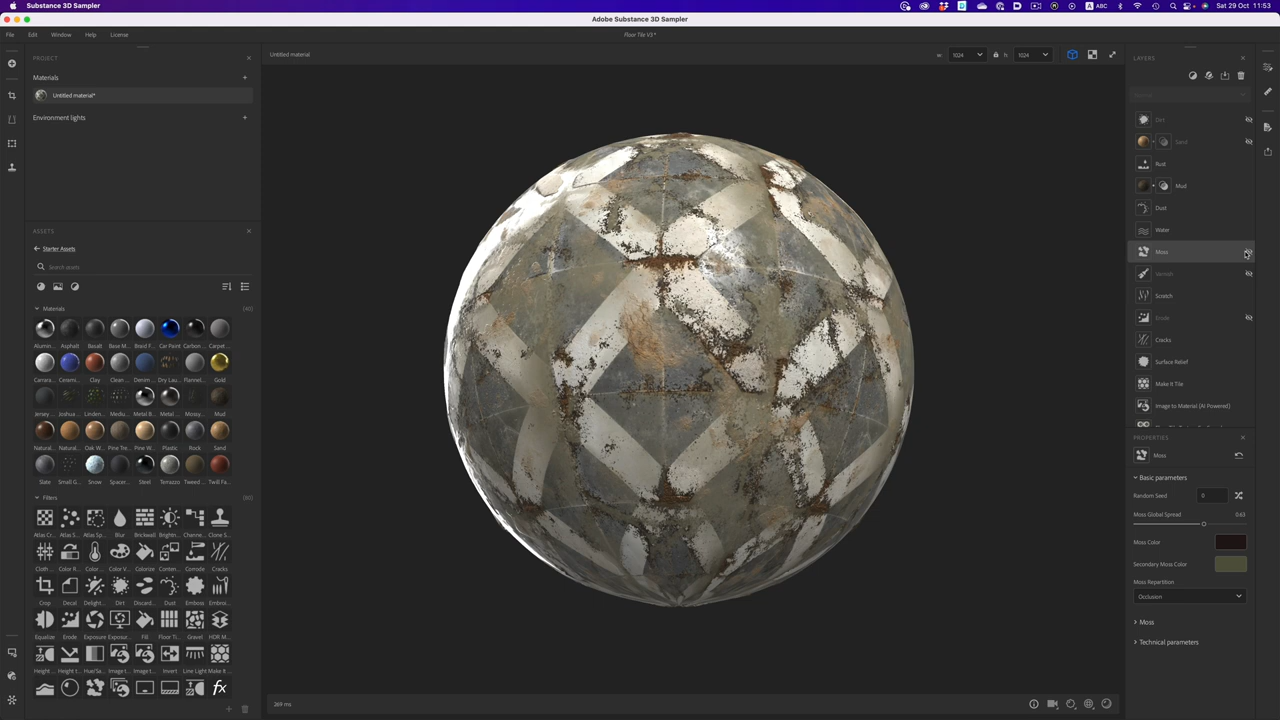 Substance 3D Sampler
ABC
Sat 29 Oct 11:53
Adobe Substance 3D Sampler
File Edit Window Help License
Floor Tile V3*
PROJECT
Materials
Untitled material*
Environment lights
ASSETS
Starter Assets
Search assets
Materials (40)
Alumin... Asphalt Basalt Base M... Braid F... Car Paint Carbon ... Carpet ...
Carrara... Cerami... Clay Clean ... Denim ... Dry Lau... Flannel... Gold
Jersey ... Joshua ... Linden... Mediu... Metal B... Metal ... Mossy... Mud
Natural... Natural... Oak W... Pine Tre... Pine W... Plastic Rock Sand
Slate Small G... Snow Spacer... Steel Terrazzo Tweed ... Twill Fa...
Filters (80)
Atlas Cr... Atlas S... Atlas Sp... Blur Brickwall Brightn... Channe... Clone S...
Cloth ... Color R... Color ... Color V... Colorize Conten... Corrode Cracks
Crop Decal Delight... Dirt Discard... Dust Emboss Embroi...
Equalize Erode Exposure Exposur... Fill Floor Ti... Gravel HDR M...
Height ... Height t... Hue/Sa... Image t... Image t... Invert Line Light Make It ...
fx
Untitled material
w: 1024
h: 1024
269 ms
LAYERS
Dirt
Sand
Rust
Mud
Dust
Water
Moss
Varnish
Scratch
Erode
Cracks
Surface Relief
Make It Tile
Image to Material (AI Powered)
PROPERTIES
Moss
Basic parameters
Random Seed 0
Moss Global Spread 0.63
Moss Color
Secondary Moss Color
Moss Repartition
Occlusion
Moss
Technical parameters